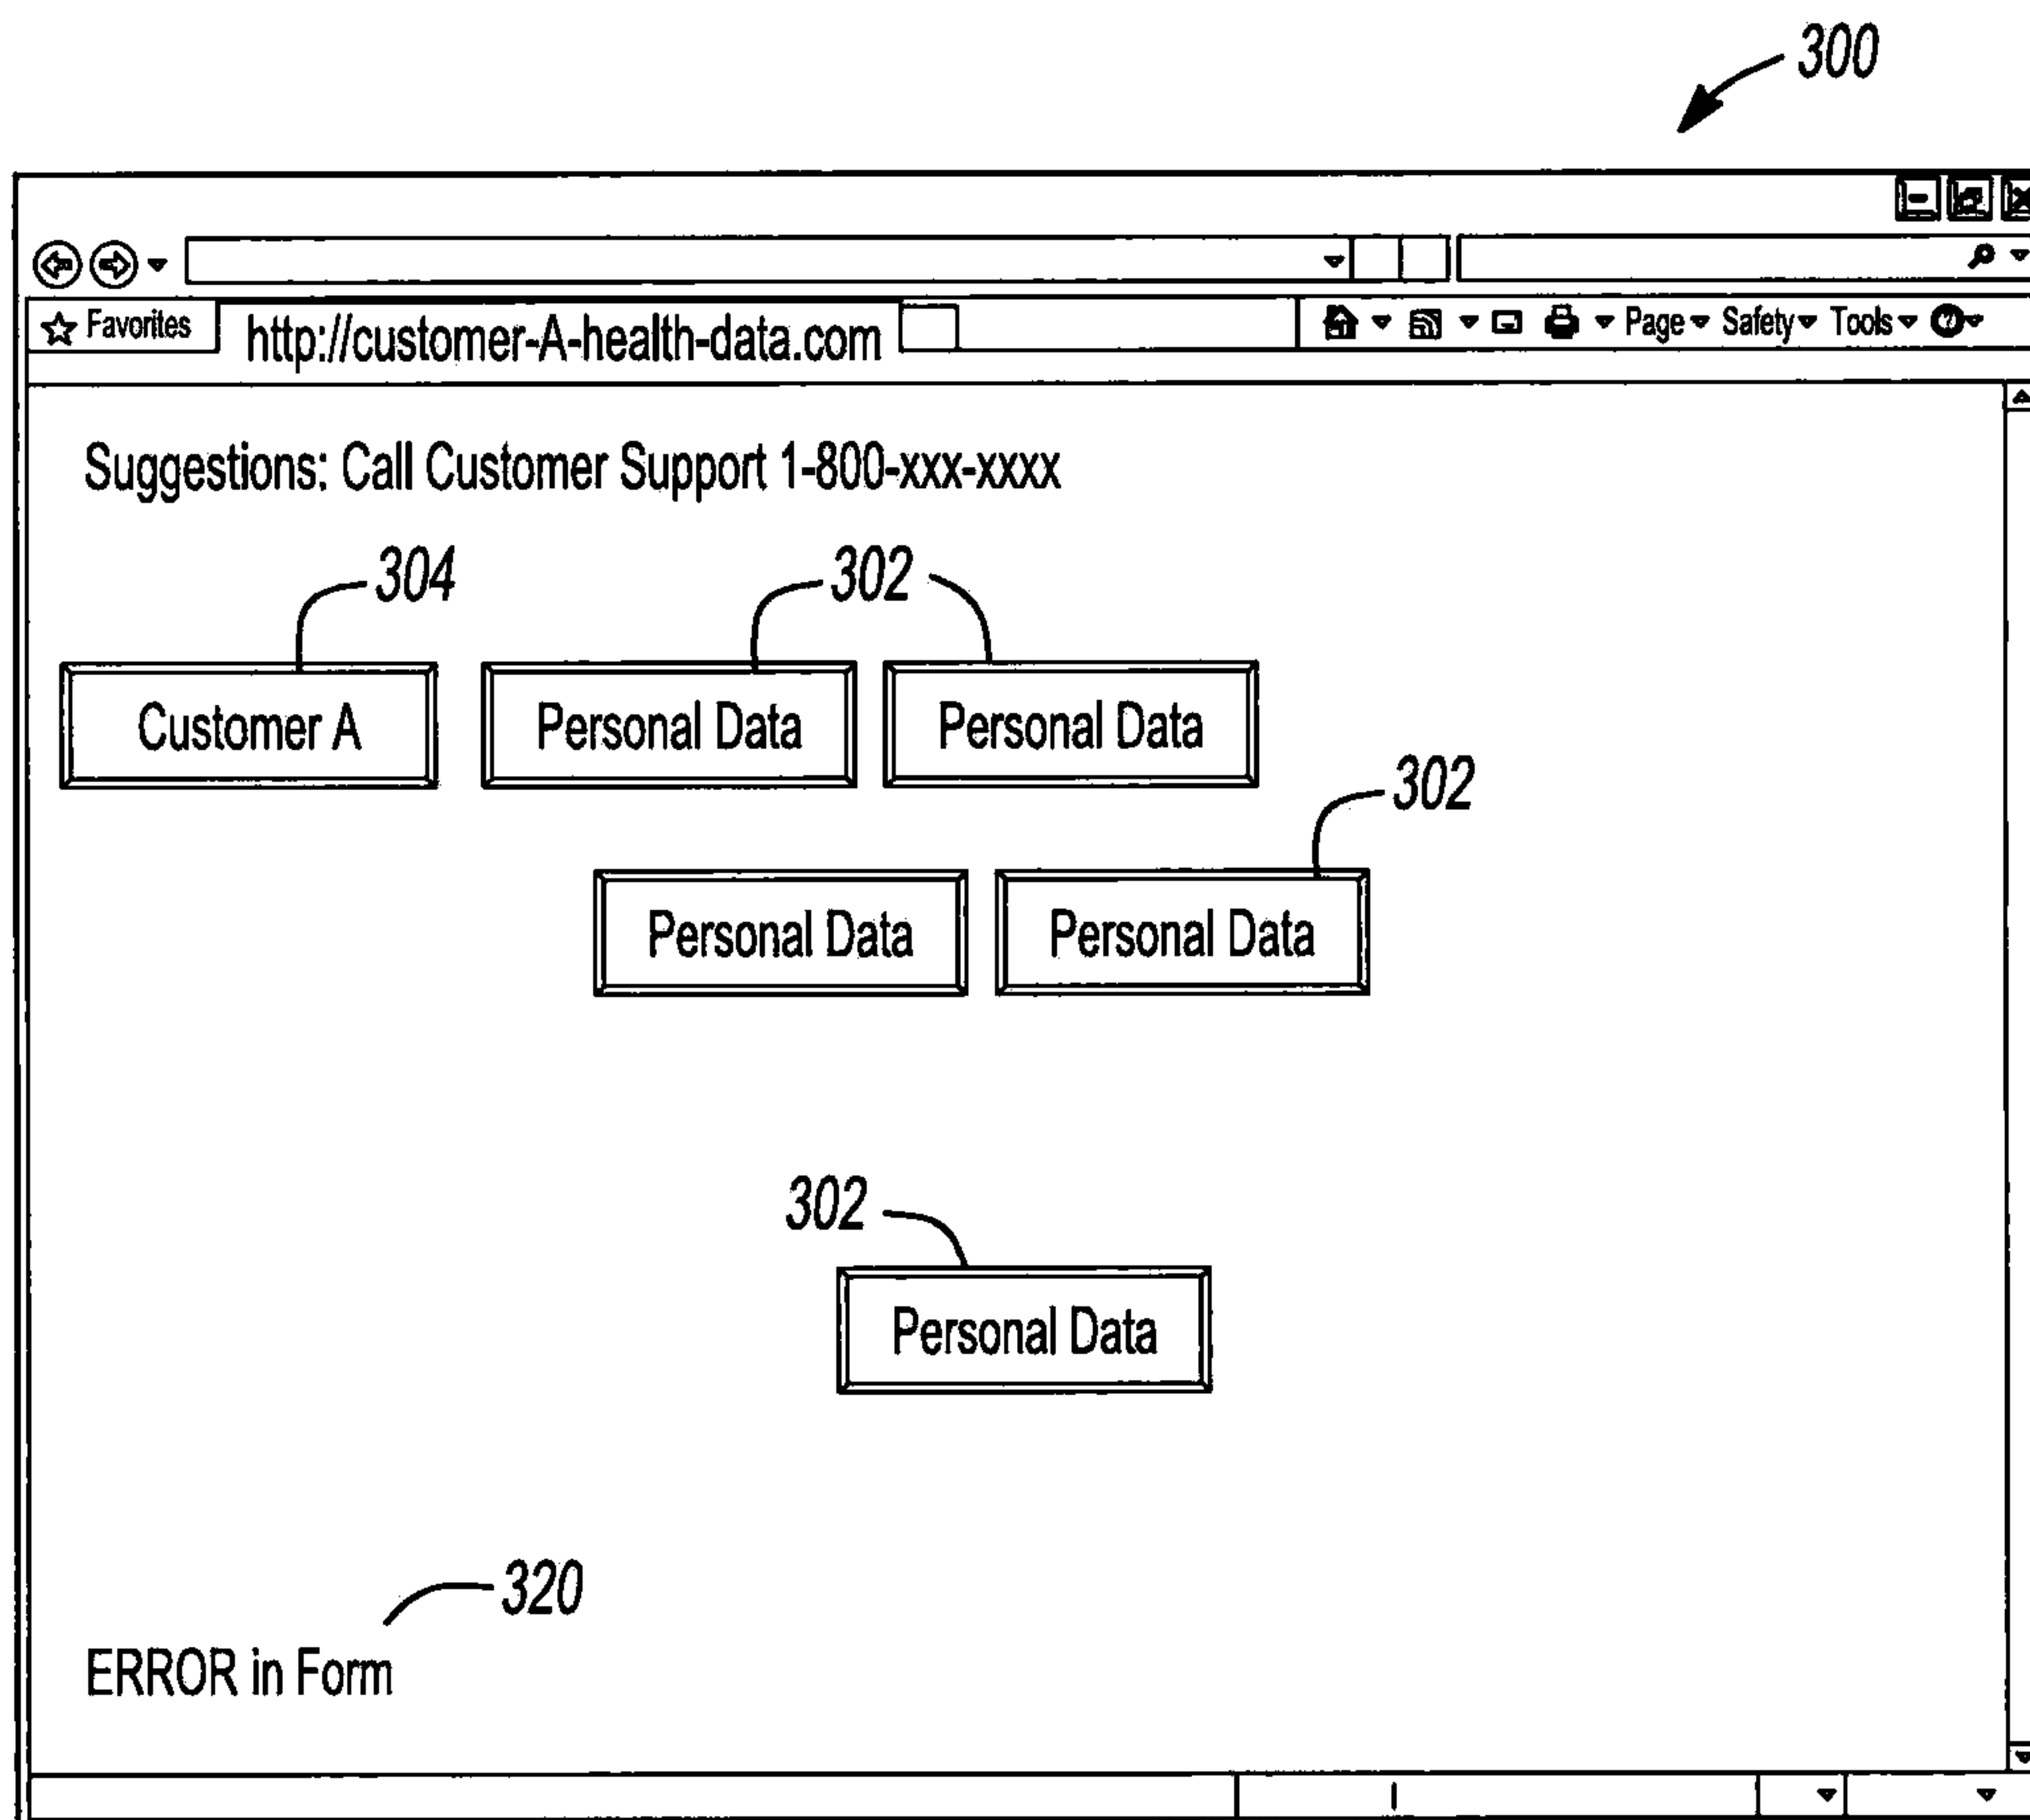 300
Favorites http://customer-A-health-data.com Page Safety Tools
Suggestions: Call Customer Support 1-800-xxx-xxxx
304 302
Customer A Personal Data Personal Data
302
Personal Data Personal Data
302
Personal Data
320
ERROR in Form